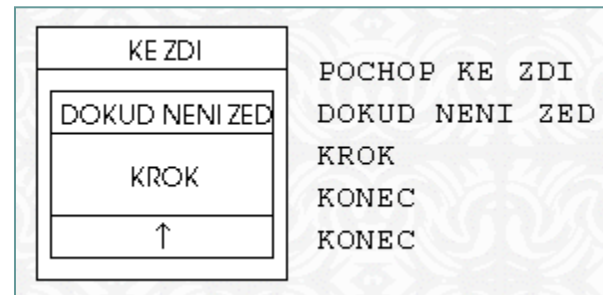 KE ZDI
DOKUD NENI ZED
KROK
↑
POCHOP KE ZDI
DOKUD NENI ZED
KROK
KONEC
KONEC